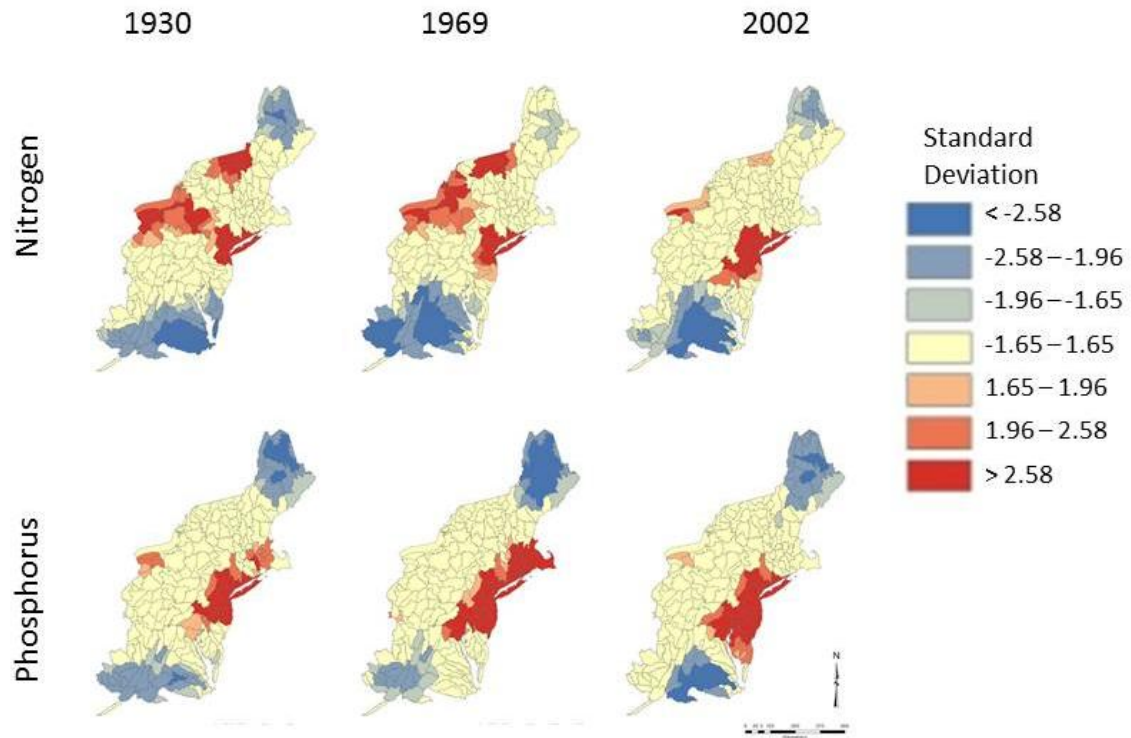 1930 1969 2002
Nitrogen
Phosphorus
Standard
Deviation
< -2.58
-2.58 – -1.96
-1.96 – -1.65
-1.65 – 1.65
1.65 – 1.96
1.96 – 2.58
> 2.58
N